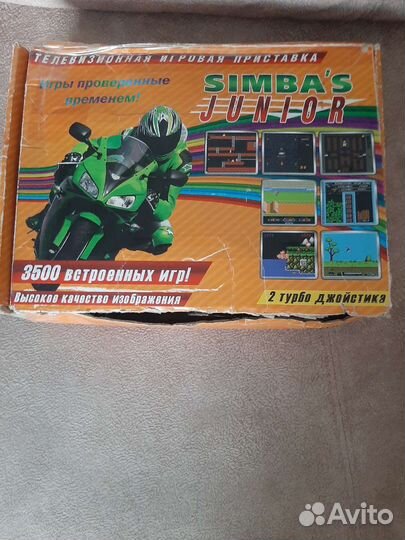 ТЕЛЕВИЗИОННАЯ ИГРОВАЯ ПРИСТАВКА
Игры проверенные
временем!
SIMBA'S
JUNIOR
3500 встроенных игр!
Высокое качество изображения
2 турбо джойстика
Avito